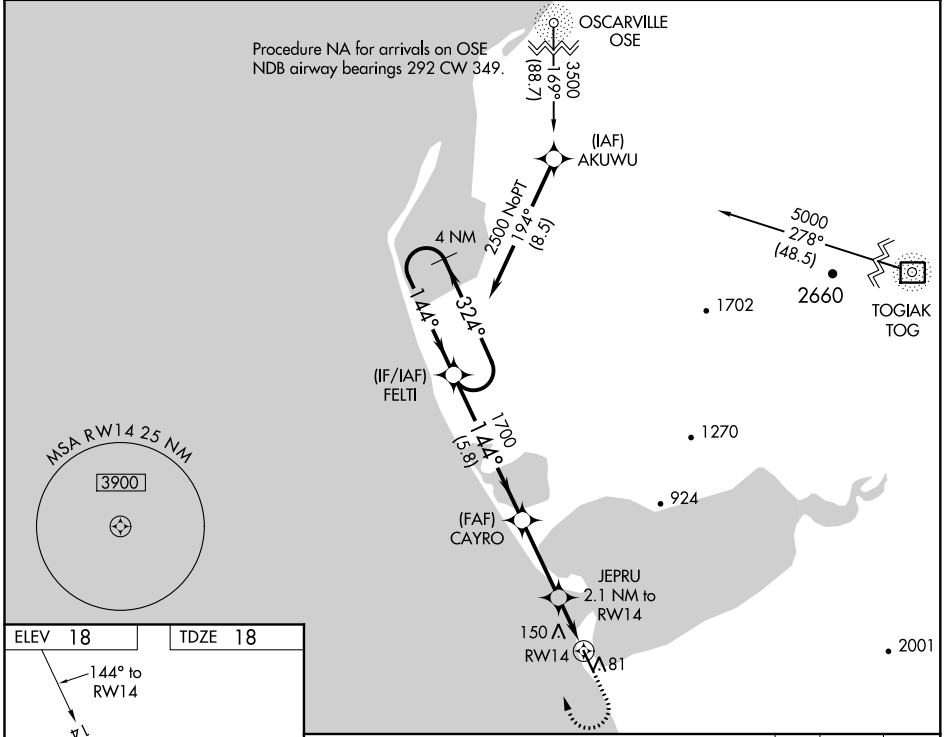 OSCARVILLE
OSE
Procedure NA for arrivals on OSE
NDB airway bearings 292 CW 349.
3500
169°
(88.7)
(IAF)
AKUWU
2500 NoPT
194°
(8.5)
4 NM
144°
324°
5000
278°
(48.5)
2660
TOGIAK
TOG
1702
(IF/IAF)
FELTI
1700
144°
(5.8)
1270
MSA RW14 25 NM
3900
924
(FAF)
CAYRO
JEPRU
2.1 NM to
RW14
150
RW14
81
2001
ELEV 18
TDZE 18
144° to
RW14
14